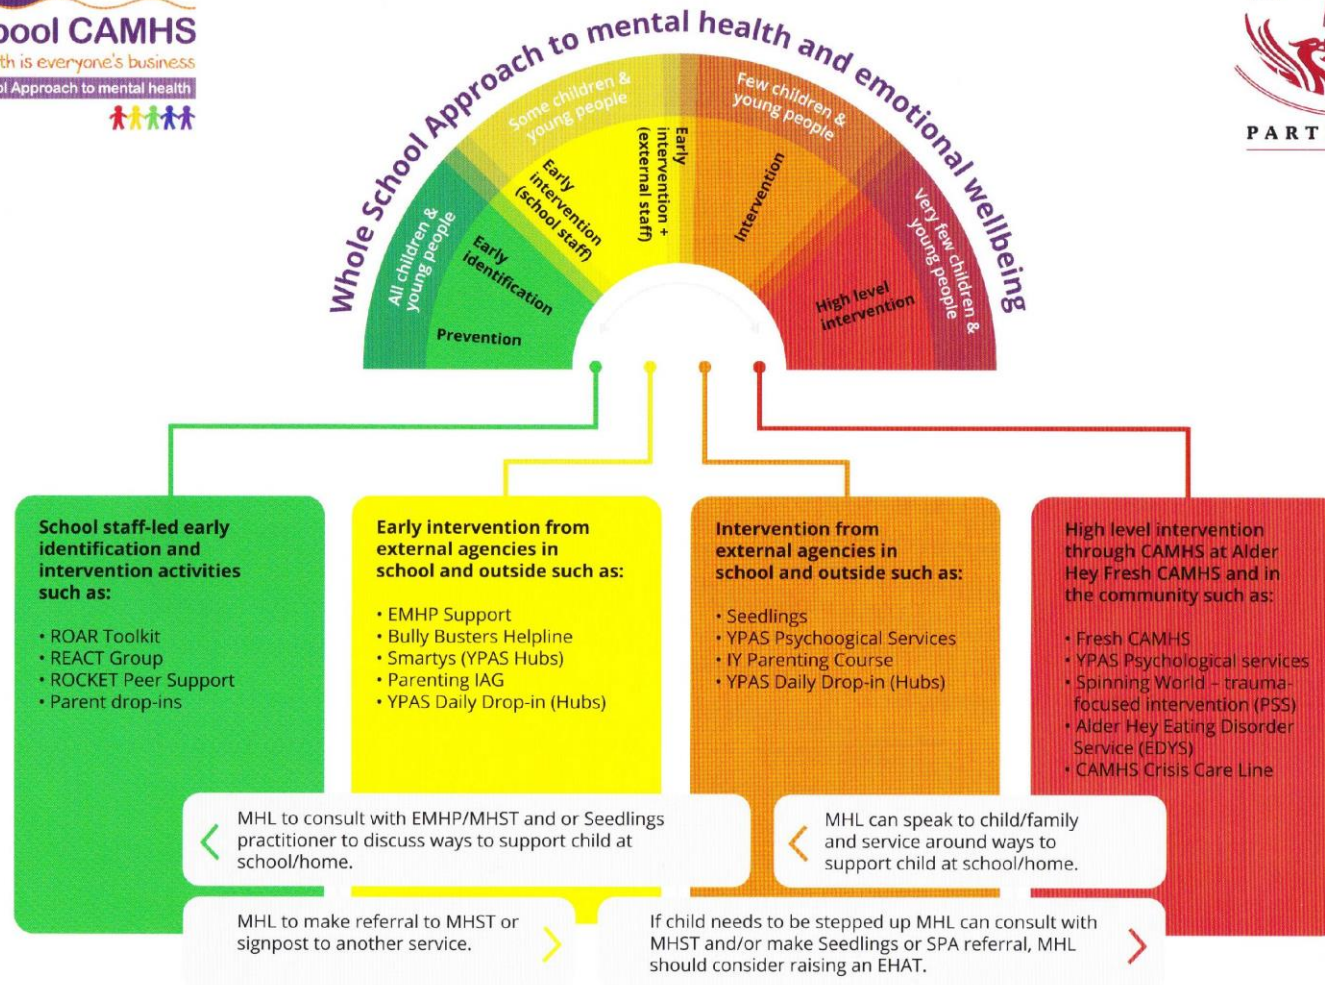 ool CAMHS
th is everyone's business
ol Approach to mental health
PART
Whole School Approach to mental health and emotional wellbeing
All children &
young people
Some children &
young people
Few children &
young people
Very few children &
young people
Prevention
Early
identification
Early
intervention
(school staff)
Early
intervention +
(external staff)
Intervention
High level
intervention
School staff-led early
identification and
intervention activities
such as:
• ROAR Toolkit
• REACT Group
• ROCKET Peer Support
• Parent drop-ins
Early intervention from
external agencies in
school and outside such as:
• EMHP Support
• Bully Busters Helpline
• Smartys (YPAS Hubs)
• Parenting IAG
• YPAS Daily Drop-in (Hubs)
Intervention from
external agencies in
school and outside such as:
• Seedlings
• YPAS Psychoogical Services
• IY Parenting Course
• YPAS Daily Drop-in (Hubs)
High level intervention
through CAMHS at Alder
Hey Fresh CAMHS and in
the community such as:
• Fresh CAMHS
• YPAS Psychological services
• Spinning World – trauma-
focused intervention (PSS)
• Alder Hey Eating Disorder
Service (EDYS)
• CAMHS Crisis Care Line
MHL to consult with EMHP/MHST and or Seedlings
practitioner to discuss ways to support child at
school/home.
MHL can speak to child/family
and service around ways to
support child at school/home.
MHL to make referral to MHST or
signpost to another service.
If child needs to be stepped up MHL can consult with
MHST and/or make Seedlings or SPA referral, MHL
should consider raising an EHAT.